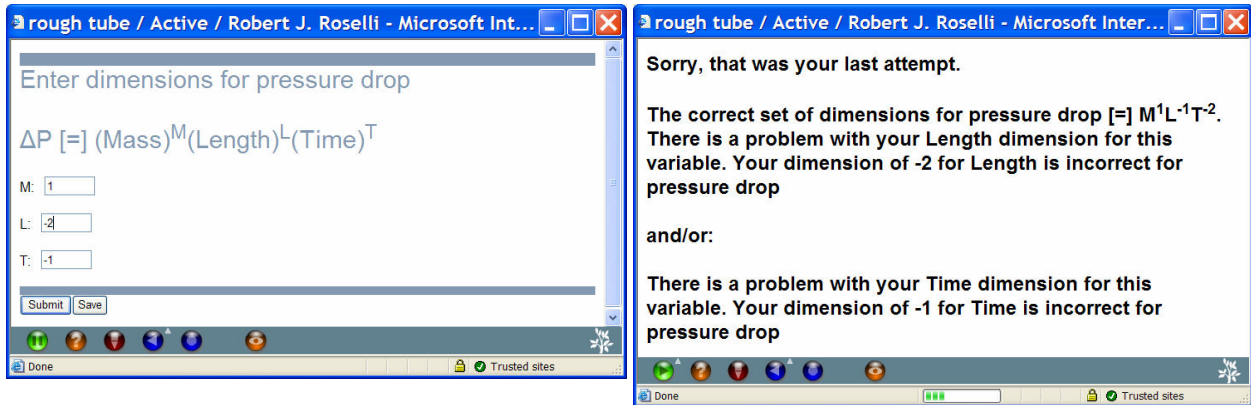 rough tube / Active / Robert J. Roselli - Microsoft Int...
Enter dimensions for pressure drop
ΔP [=] (Mass)^M(Length)^L(Time)^T
M: 1
L: -2
T: -1
Submit Save
Done
Trusted sites
rough tube / Active / Robert J. Roselli - Microsoft Inter...
Sorry, that was your last attempt.
The correct set of dimensions for pressure drop [=] M^1L^-1T^-2.
There is a problem with your Length dimension for this
variable. Your dimension of -2 for Length is incorrect for
pressure drop
and/or:
There is a problem with your Time dimension for this
variable. Your dimension of -1 for Time is incorrect for
pressure drop
Done
Trusted sites